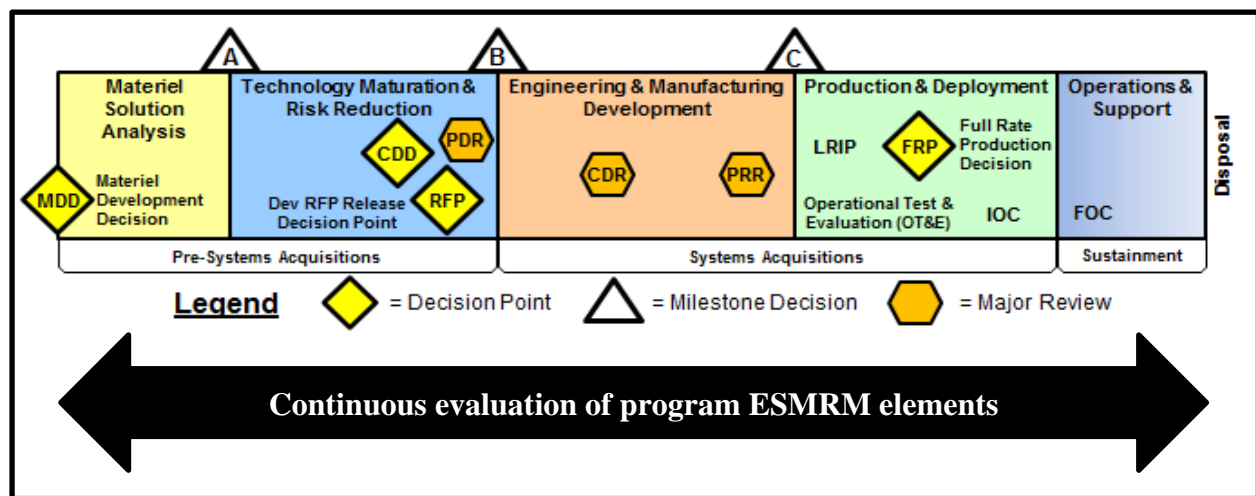 A
B
C
Materiel
Solution
Analysis
Technology Maturation &
Risk Reduction
Engineering & Manufacturing
Development
Production & Deployment
Operations &
Support
MDD
Materiel
Development
Decision
CDD
PDR
Dev RFP Release
Decision Point
RFP
CDR
PRR
LRIP
FRP
Full Rate
Production
Decision
Operational Test &
Evaluation (OT&E)
IOC
FOC
Disposal
Pre-Systems Acquisitions
Systems Acquisitions
Sustainment
Legend
= Decision Point
= Milestone Decision
= Major Review
Continuous evaluation of program ESMRM elements